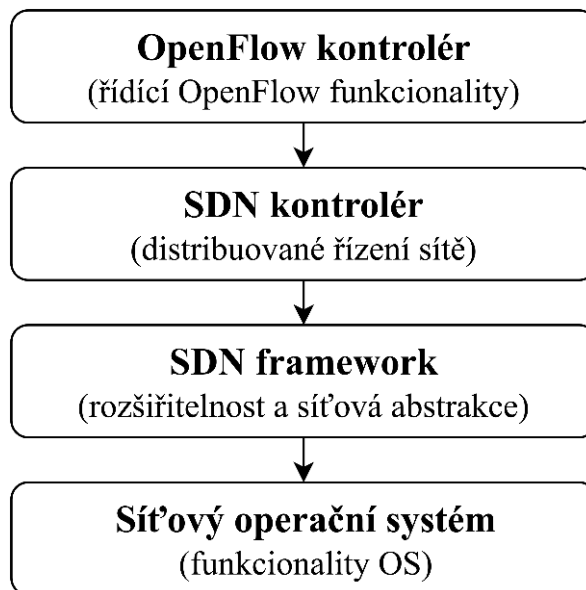 OpenFlow kontrolér
(řídící OpenFlow funkcionality)
SDN kontrolér
(distribuované řízení sítě)
SDN framework
(rozšiřitelnost a síťová abstrakce)
Síťový operační systém
(funkcionality OS)